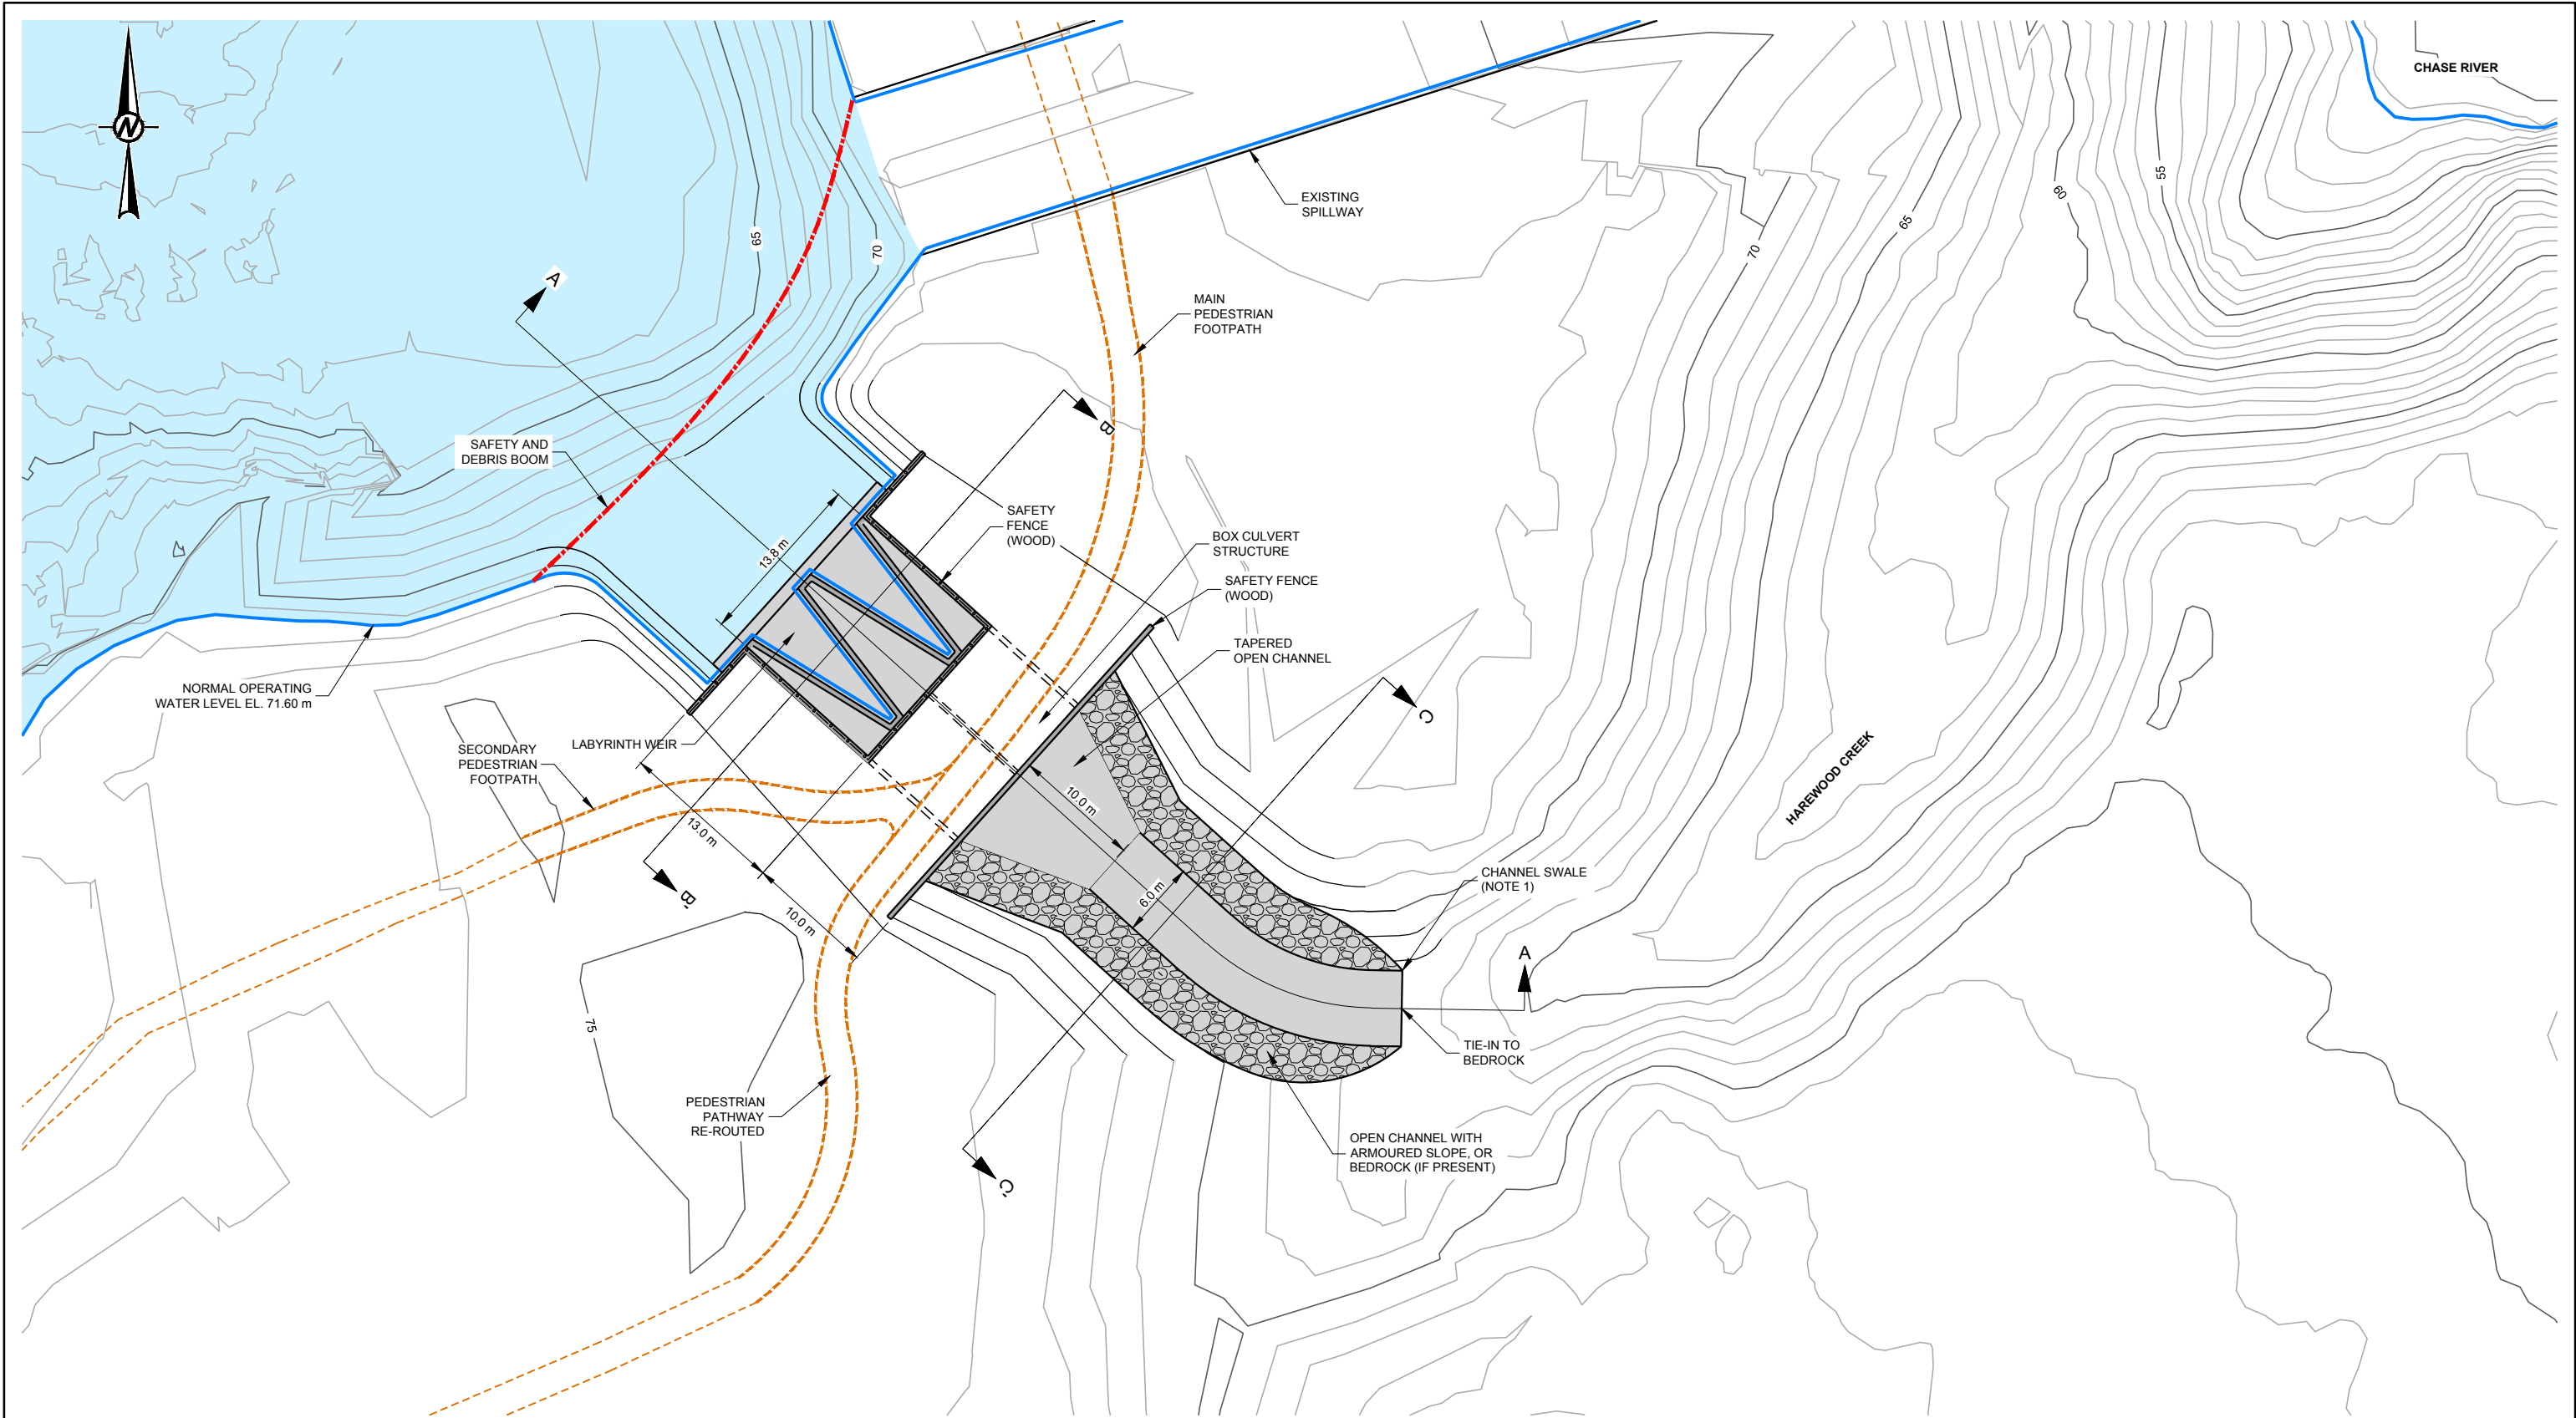 CHASE RIVER
N
EXISTING
SPILLWAY
55
60
65
70
65
70
A
MAIN
PEDESTRIAN
FOOTPATH
B
SAFETY AND
DEBRIS BOOM
SAFETY
FENCE
(WOOD)
BOX CULVERT
STRUCTURE
13.8 m
SAFETY FENCE
(WOOD)
TAPERED
OPEN CHANNEL
NORMAL OPERATING
WATER LEVEL EL. 71.60 m
C
LABYRINTH WEIR
SECONDARY
PEDESTRIAN
FOOTPATH
HAREWOOD CREEK
10.0 m
13.0 m
6.0 m
CHANNEL SWALE
(NOTE 1)
B'
10.0 m
A
75
TIE-IN TO
BEDROCK
PEDESTRIAN
PATHWAY
RE-ROUTED
OPEN CHANNEL WITH
ARMOURED SLOPE, OR
BEDROCK (IF PRESENT)
C'